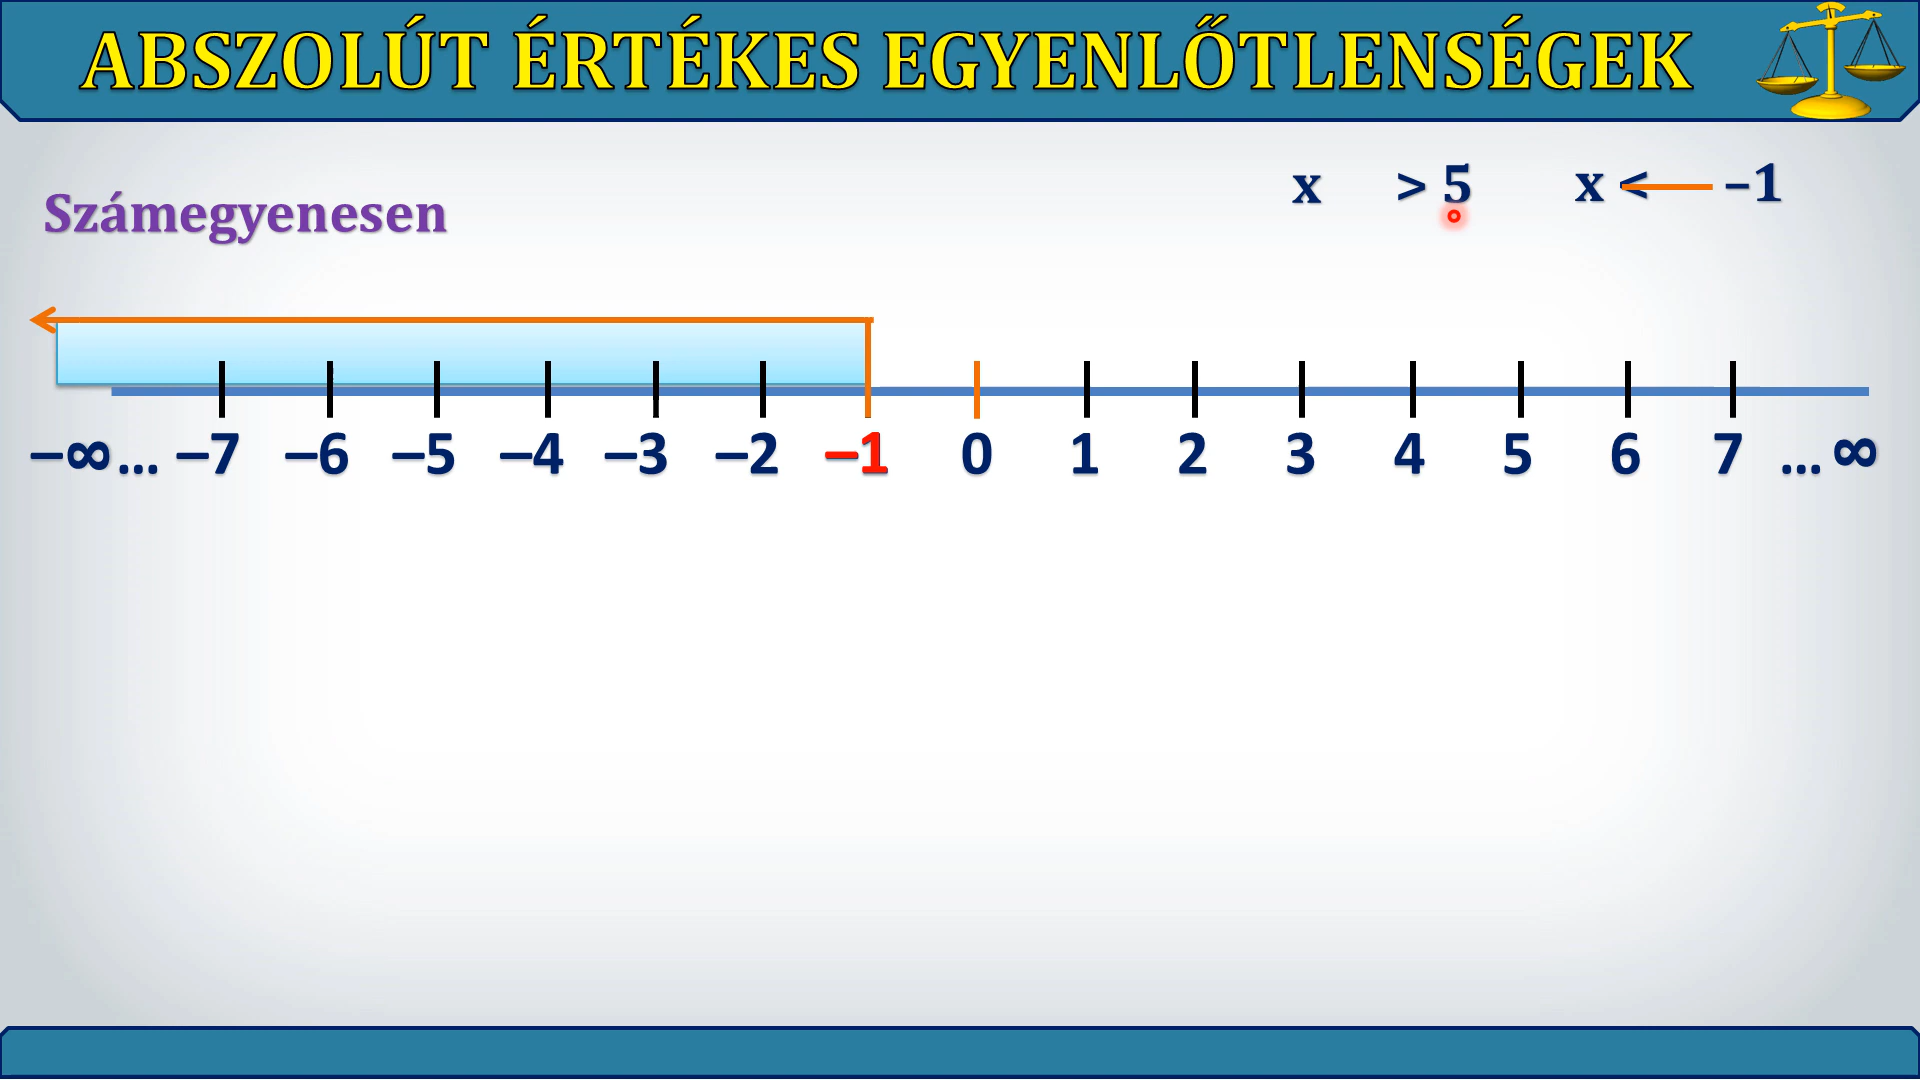 ABSZOLÚT ÉRTÉKES EGYENLŐTLENSÉGEK
x > 5 x < –1
Számegyenesen
–∞ ... –7 –6 –5 –4 –3 –2 –1 0 1 2 3 4 5 6 7 ... ∞